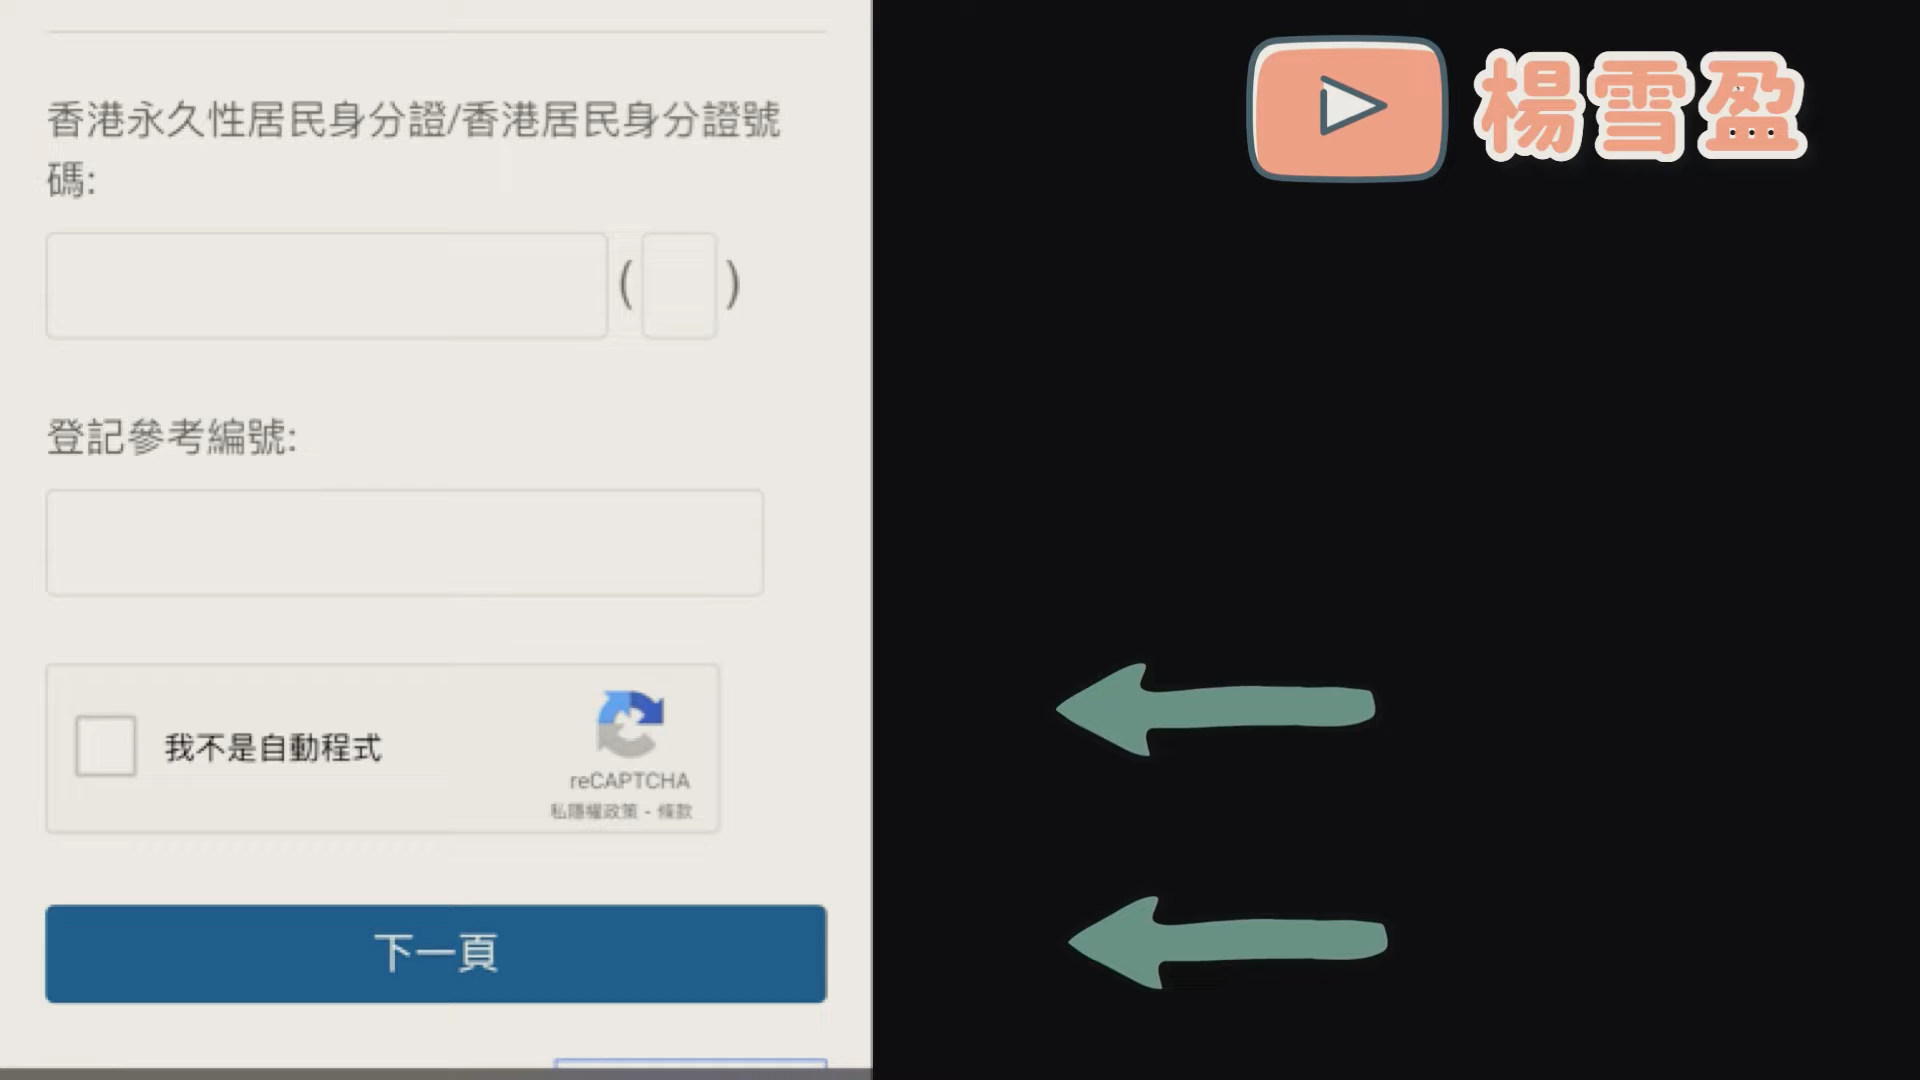 楊雪盈
香港永久性居民身分證/香港居民身分證號
碼:
( )
登記參考編號:
我不是自動程式
reCAPTCHA
私隱權政策 - 條款
下一頁